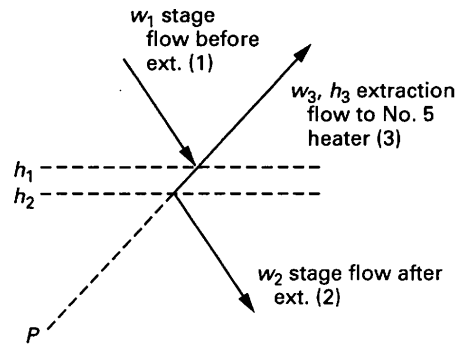 w₁ stage
flow before
ext. (1)
w₃, h₃ extraction
flow to No. 5
heater (3)
h₁
h₂
w₂ stage flow after
ext. (2)
P